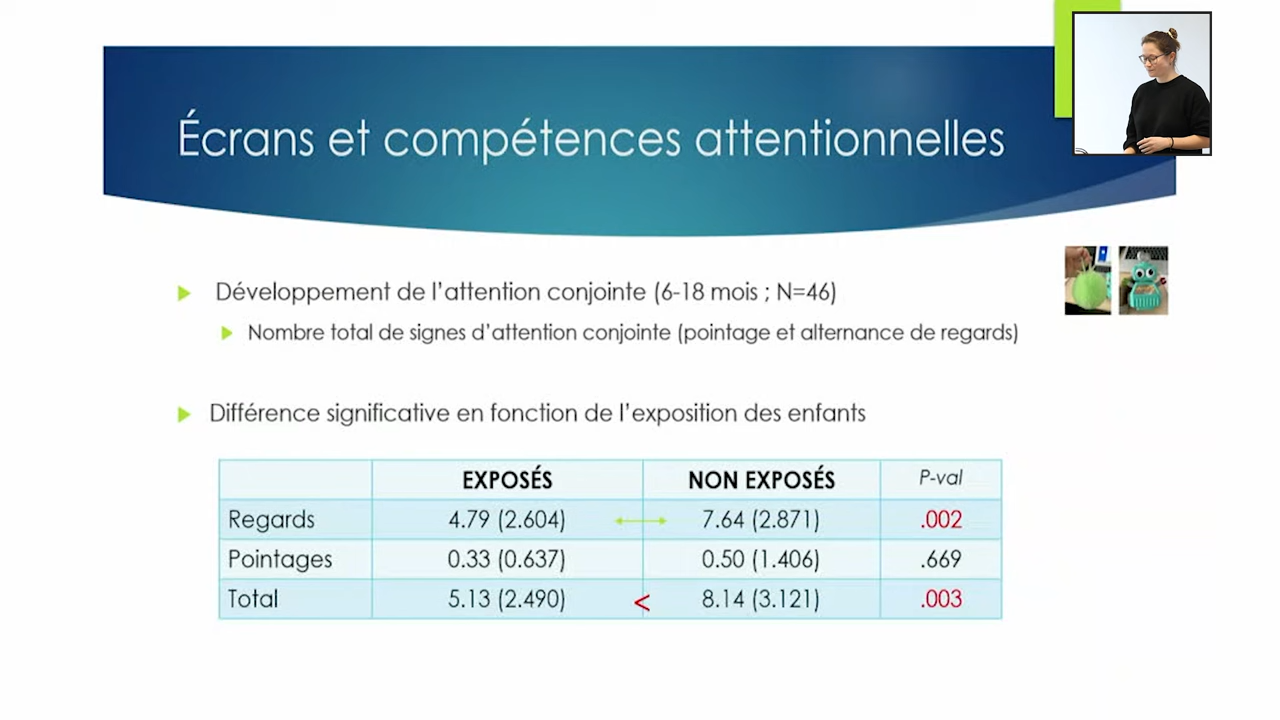 Écrans et compétences attentionnelles
Développement de l'attention conjointe (6-18 mois ; N=46)
Nombre total de signes d'attention conjointe (pointage et alternance de regards)
Différence significative en fonction de l'exposition des enfants
EXPOSÉS NON EXPOSÉS P-val
Regards 4.79 (2.604) 7.64 (2.871) .002
Pointages 0.33 (0.637) 0.50 (1.406) .669
Total 5.13 (2.490) < 8.14 (3.121) .003